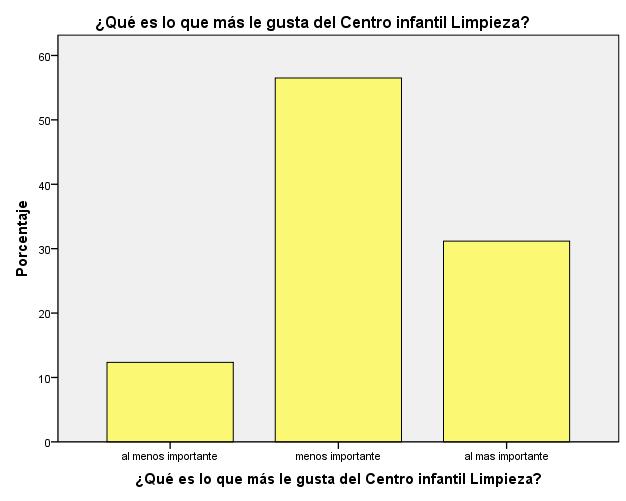 ¿Qué es lo que más le gusta del Centro infantil Limpieza?
Porcentaje
60
50
40
30
20
10
0
al menos importante
menos importante
al mas importante
¿Qué es lo que más le gusta del Centro infantil Limpieza?